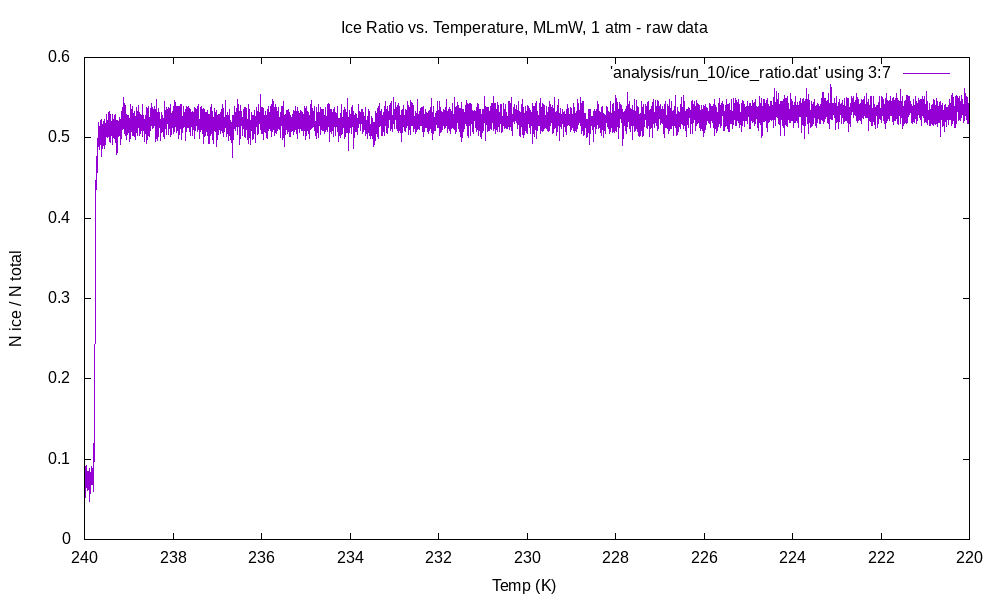 Ice Ratio vs. Temperature, MLmW, 1 atm - raw data
'analysis/run_10/ice_ratio.dat' using 3:7
N ice / N total
0.6
0.5
0.4
0.3
0.2
0.1
0
240 238 236 234 232 230 228 226 224 222 220
Temp (K)